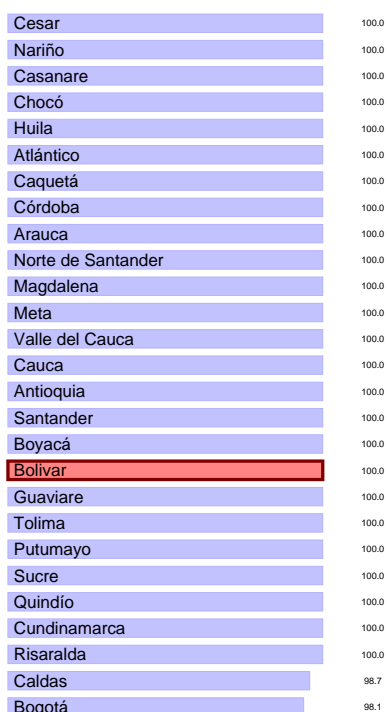 Cesar 100.0
Nariño 100.0
Casanare 100.0
Chocó 100.0
Huila 100.0
Atlántico 100.0
Caquetá 100.0
Córdoba 100.0
Arauca 100.0
Norte de Santander 100.0
Magdalena 100.0
Meta 100.0
Valle del Cauca 100.0
Cauca 100.0
Antioquia 100.0
Santander 100.0
Boyacá 100.0
Bolivar 100.0
Guaviare 100.0
Tolima 100.0
Putumayo 100.0
Sucre 100.0
Quindío 100.0
Cundinamarca 100.0
Risaralda 100.0
Caldas 98.7
Bogotá 98.1